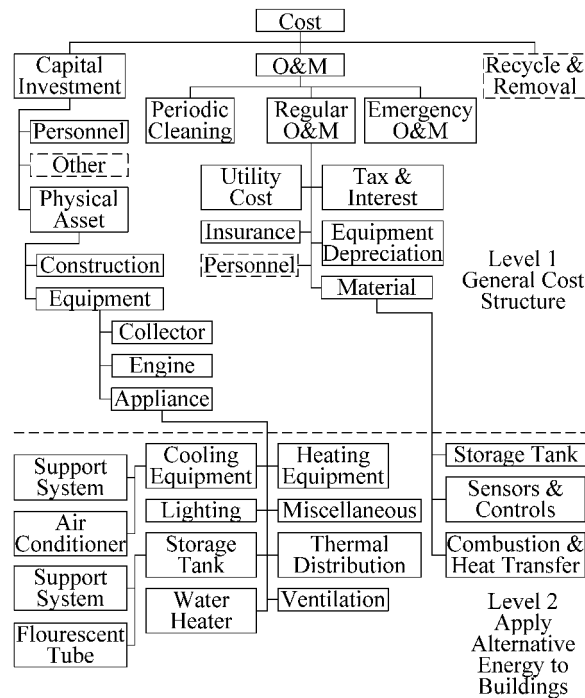 Cost
Capital
Investment
O&M
Recycle &
Removal
Periodic
Cleaning
Regular
O&M
Emergency
O&M
Personnel
Other
Physical
Asset
Utility
Cost
Tax &
Interest
Insurance
Equipment
Depreciation
Personnel
Material
Construction
Equipment
Collector
Engine
Appliance
Level 1
General Cost
Structure
Support
System
Cooling
Equipment
Heating
Equipment
Storage Tank
Air
Conditioner
Lighting
Miscellaneous
Sensors &
Controls
Support
System
Storage
Tank
Thermal
Distribution
Combustion &
Heat Transfer
Flourescent
Tube
Water
Heater
Ventilation
Level 2
Apply
Alternative
Energy to
Buildings